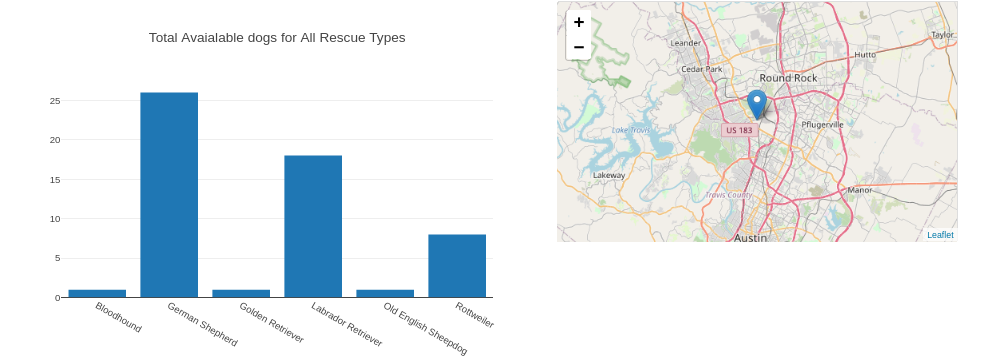 Total Avaialable dogs for All Rescue Types
25
20
15
10
5
0
Bloodhound
German Shepherd
Golden Retriever
Labrador Retriever
Old English Sheepdog
Rottweiler
+
−
Leander
Taylor
Cedar Park
Hutto
Round Rock
Lake Travis
US 183
Pflugerville
Lakeway
Travis County
Manor
Austin
Leaflet